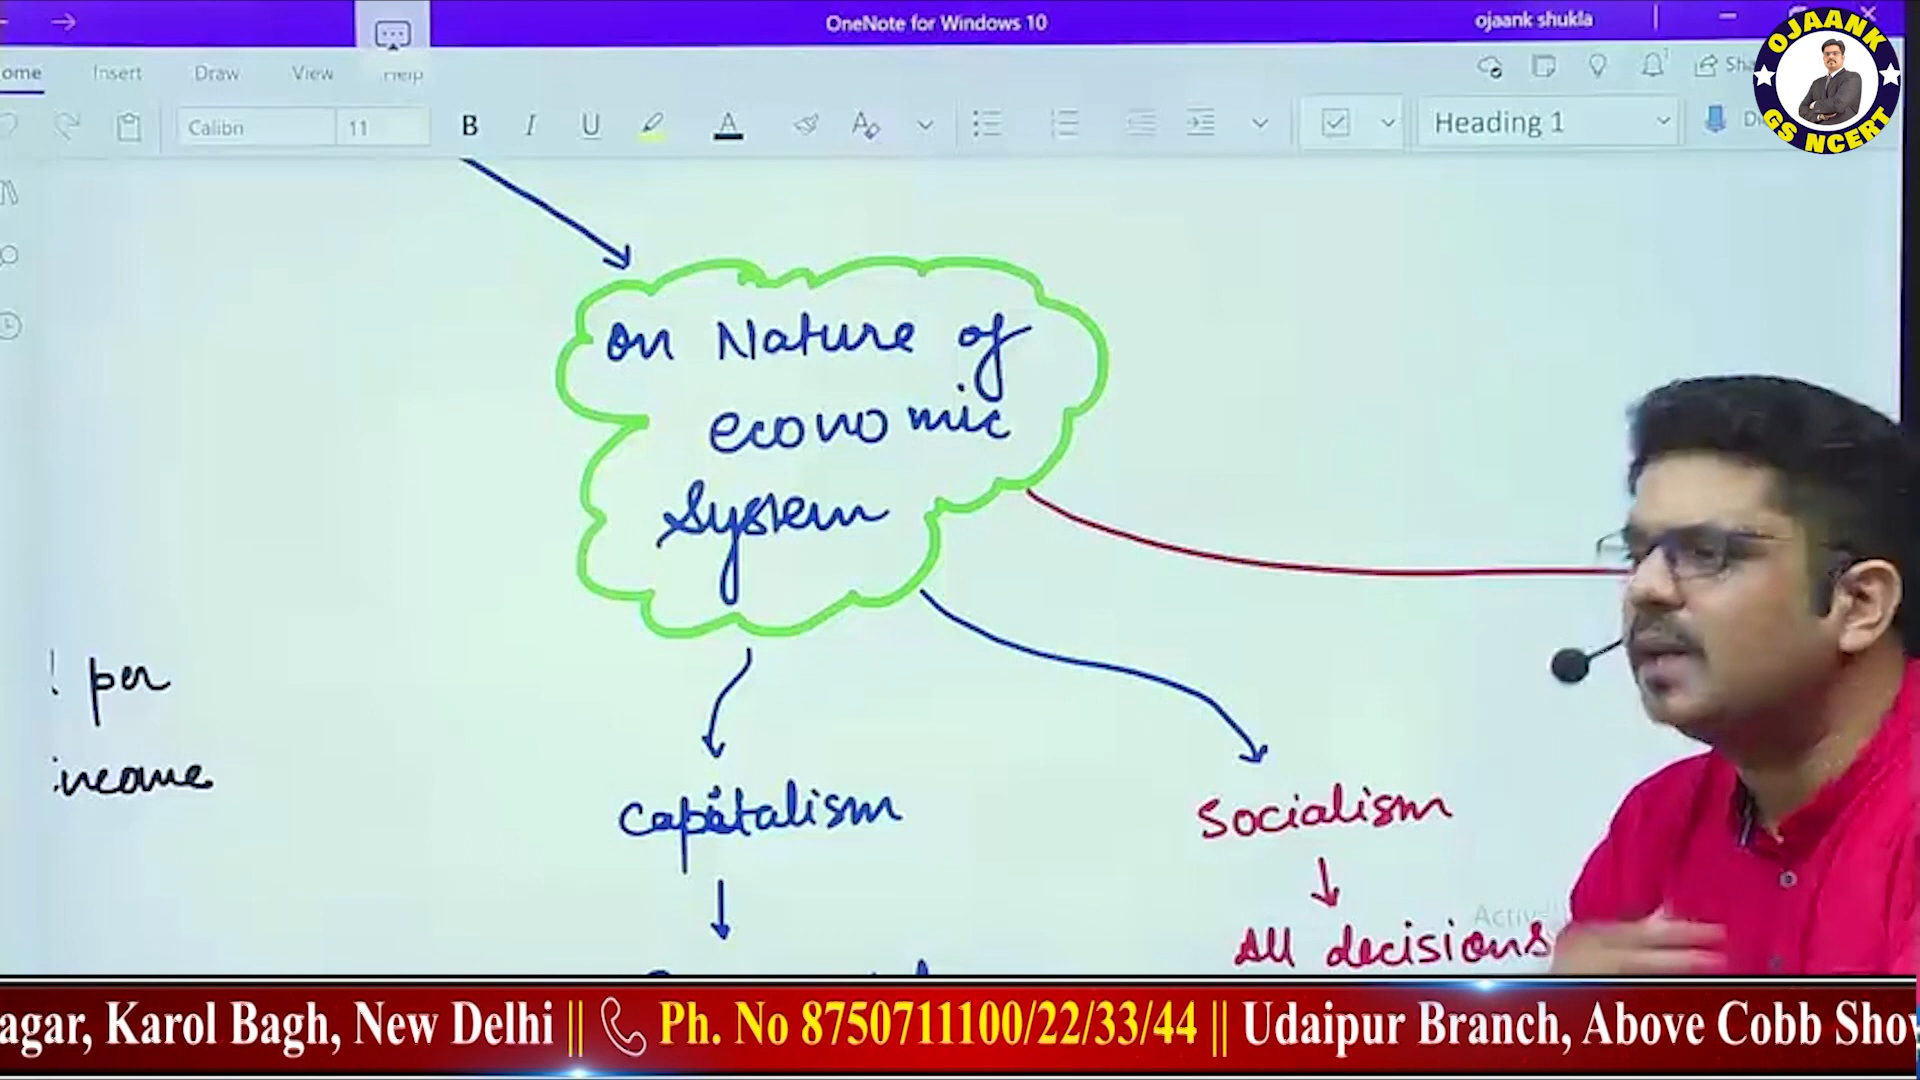 OneNote for Windows 10
ojaank shukla
ome Insert Draw View Help
Sha
Calibri 11 B I U A A Heading 1
OJAANK
GS NCERT
on Nature of
economic
System
per
income
Capitalism
Socialism
All decisions
agar, Karol Bagh, New Delhi || Ph. No 8750711100/22/33/44 || Udaipur Branch, Above Cobb Show